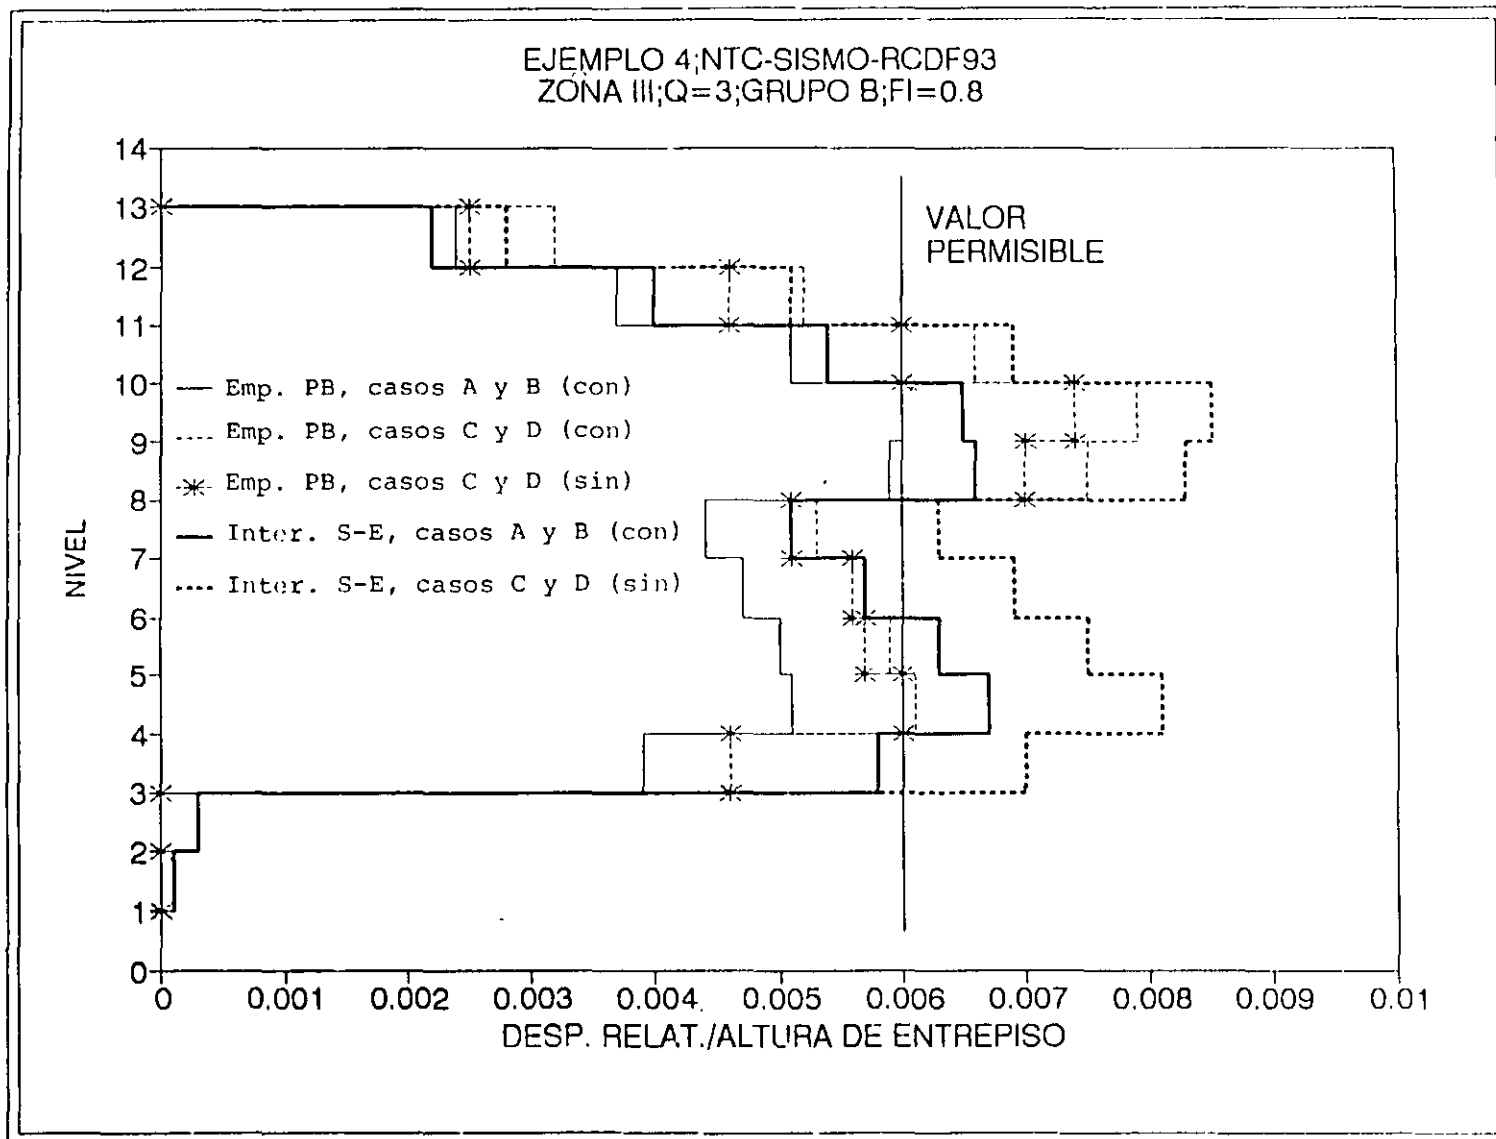 EJEMPLO 4;NTC-SISMO-RCDF93
ZONA III;Q=3;GRUPO B;FI=0.8
14
13
12
11
10
9
8
7
6
5
4
3
2
1
0
NIVEL
VALOR
PERMISIBLE
Emp. PB, casos A y B (con)
Emp. PB, casos C y D (con)
Emp. PB, casos C y D (sin)
Inter. S-E, casos A y B (con)
Inter. S-E, casos C y D (sin)
0 0.001 0.002 0.003 0.004 0.005 0.006 0.007 0.008 0.009 0.01
DESP. RELAT./ALTURA DE ENTREPISO